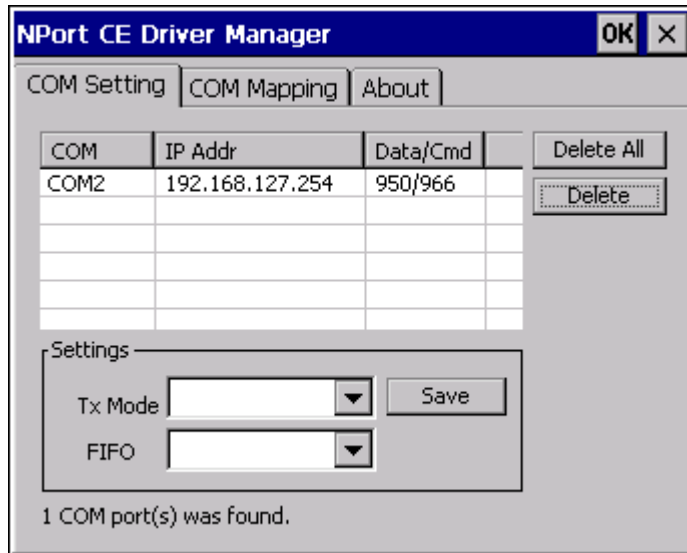 NPort CE Driver Manager OK ×
COM Setting COM Mapping About
COM IP Addr Data/Cmd Delete All
COM2 192.168.127.254 950/966
Delete
Settings
Tx Mode Save
FIFO
1 COM port(s) was found.